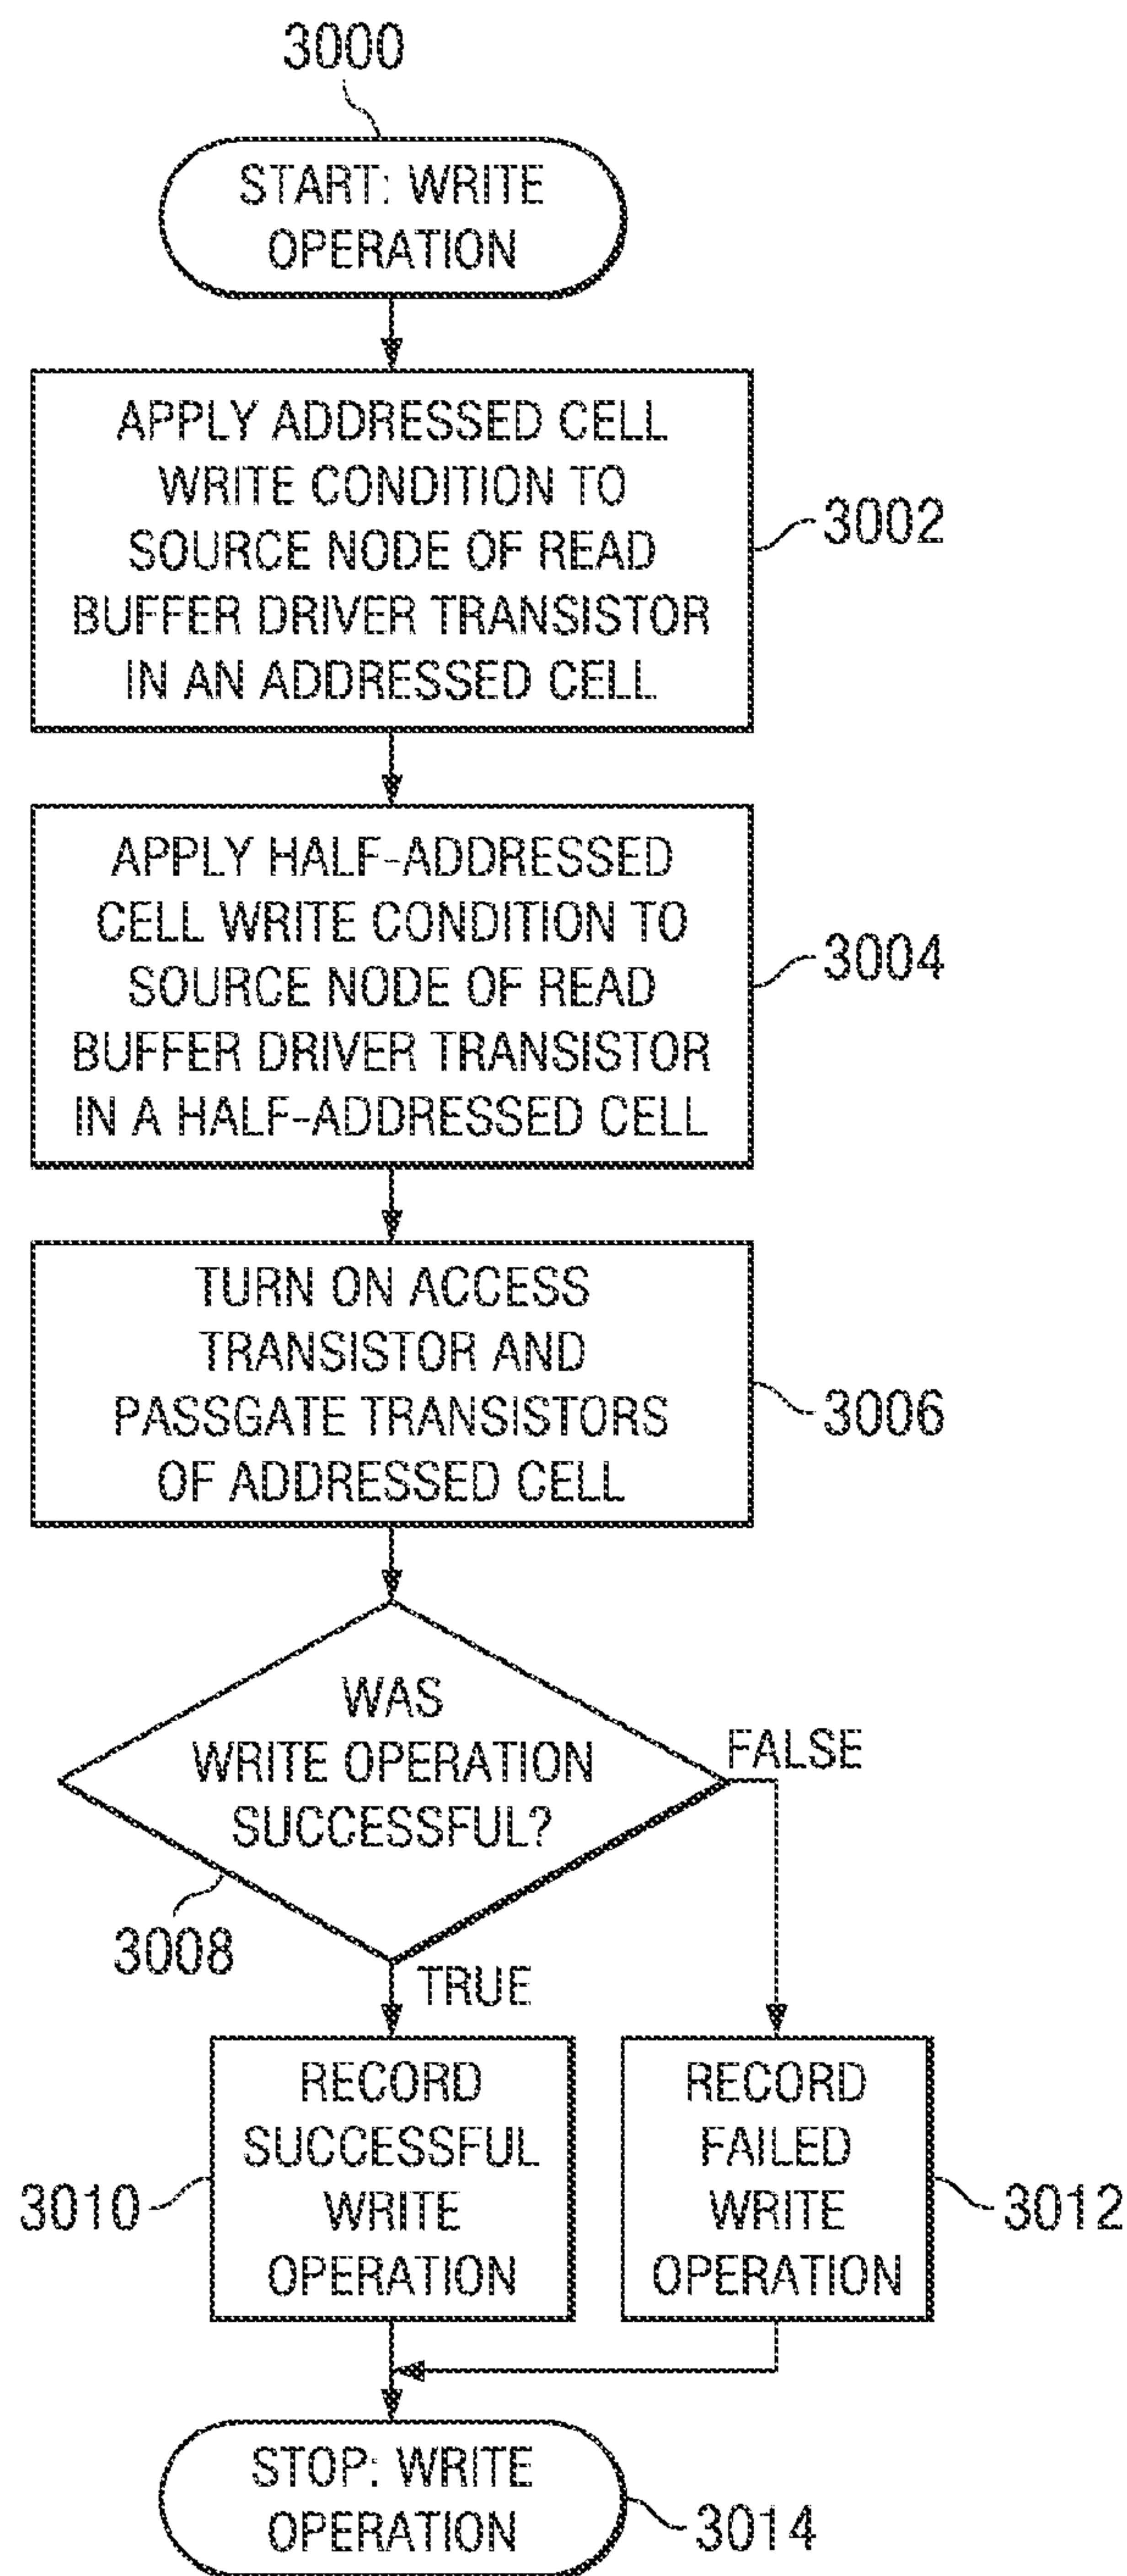 3000
START: WRITE
OPERATION
APPLY ADDRESSED CELL
WRITE CONDITION TO
SOURCE NODE OF READ
BUFFER DRIVER TRANSISTOR
IN AN ADDRESSED CELL
3002
APPLY HALF-ADDRESSED
CELL WRITE CONDITION TO
SOURCE NODE OF READ
BUFFER DRIVER TRANSISTOR
IN A HALF-ADDRESSED CELL
3004
TURN ON ACCESS
TRANSISTOR AND
PASSGATE TRANSISTORS
OF ADDRESSED CELL
3006
WAS
WRITE OPERATION
SUCCESSFUL?
FALSE
3008
TRUE
RECORD
SUCCESSFUL
WRITE
OPERATION
3010
RECORD
FAILED
WRITE
OPERATION
3012
STOP: WRITE
OPERATION
3014